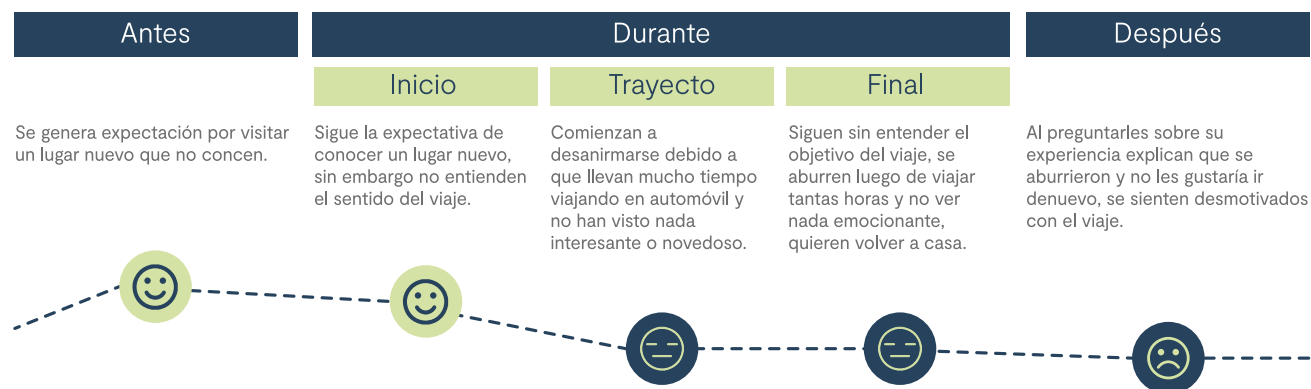 Antes
Durante
Después
Inicio
Trayecto
Final
Se genera expectación por visitar
un lugar nuevo que no concen.
Sigue la expectativa de
conocer un lugar nuevo,
sin embargo no entienden
el sentido del viaje.
Comienzan a
desanirmarse debido a
que llevan mucho tiempo
viajando en automóvil y
no han visto nada
interesante o novedoso.
Siguen sin entender el
objetivo del viaje, se
aburren luego de viajar
tantas horas y no ver
nada emocionante,
quieren volver a casa.
Al preguntarles sobre su
experiencia explican que se
aburrieron y no les gustaría ir
denuevo, se sienten desmotivados
con el viaje.